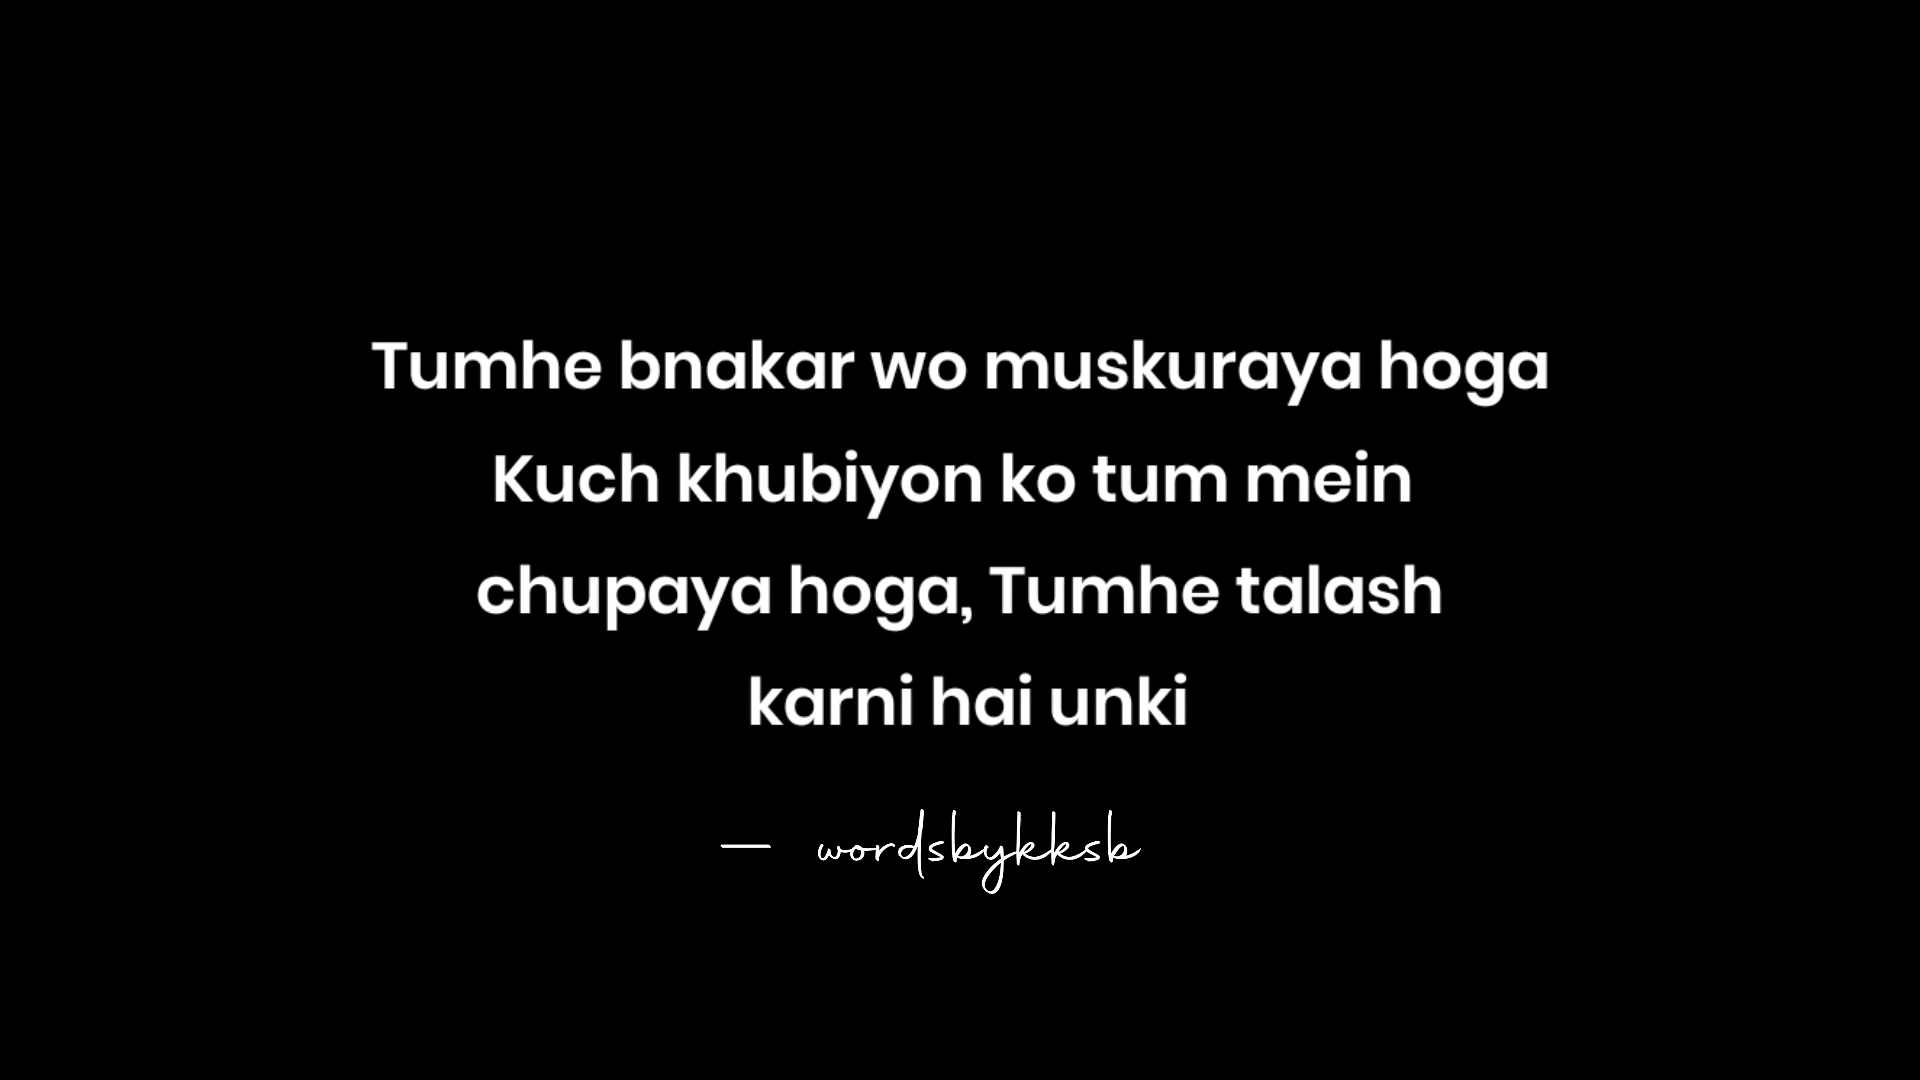 Tumhe bnakar wo muskuraya hoga
Kuch khubiyon ko tum mein
chupaya hoga, Tumhe talash
karni hai unki
— wordsbykksb